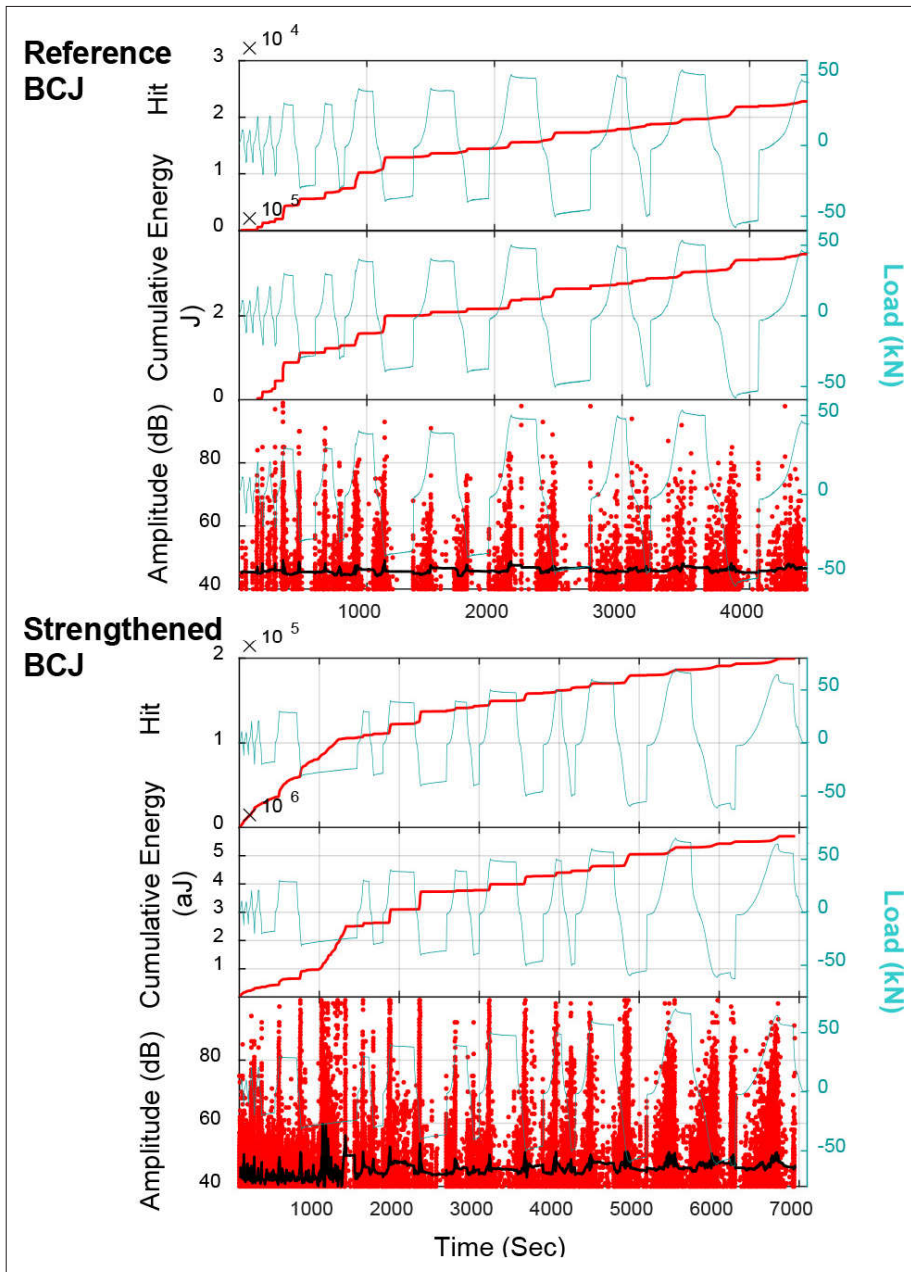 Reference
BCJ
× 10 4
Hit
3
2
1
0
50
0
-50
× 10 5
Cumulative Energy
J)
2
0
50
0
-50
Load (kN)
Amplitude (dB)
80
60
40
50
0
-50
1000
2000
3000
4000
Strengthened
BCJ
× 10 5
Hit
2
1
0
50
0
-50
× 10 6
Cumulative Energy
(aJ)
5
4
3
2
1
50
0
-50
Load (kN)
Amplitude (dB)
80
60
40
50
0
-50
1000
2000
3000
4000
5000
6000
7000
Time (Sec)